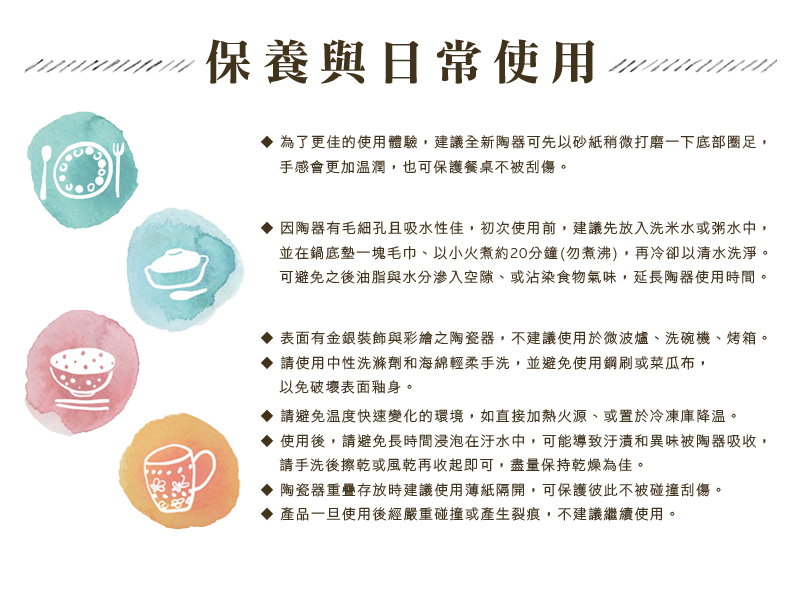 保養與日常使用
◆ 為了更佳的使用體驗，建議全新陶器可先以砂紙稍微打磨一下底部圈足，
手感會更加温潤，也可保護餐桌不被刮傷。
◆ 因陶器有毛細孔且吸水性佳，初次使用前，建議先放入洗米水或粥水中，
並在鍋底墊一塊毛巾、以小火煮約20分鐘(勿煮沸)，再冷卻以清水洗淨。
可避免之後油脂與水分滲入空隙、或沾染食物氣味，延長陶器使用時間。
◆ 表面有金銀裝飾與彩繪之陶瓷器，不建議使用於微波爐、洗碗機、烤箱。
◆ 請使用中性洗滌劑和海綿輕柔手洗，並避免使用鋼刷或菜瓜布，
以免破壞表面釉身。
◆ 請避免温度快速變化的環境，如直接加熱火源、或置於冷凍庫降温。
◆ 使用後，請避免長時間浸泡在汙水中，可能導致汙漬和異味被陶器吸收，
請手洗後擦乾或風乾再收起即可，盡量保持乾燥為佳。
◆ 陶瓷器重疊存放時建議使用薄紙隔開，可保護彼此不被碰撞刮傷。
◆ 產品一旦使用後經嚴重碰撞或產生裂痕，不建議繼續使用。